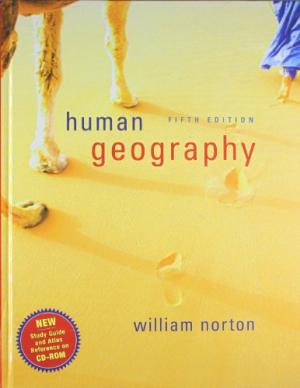 human FIFTH EDITION
geography
NEW
Study Guide
and Atlas
Reference on
CD-ROM
william norton